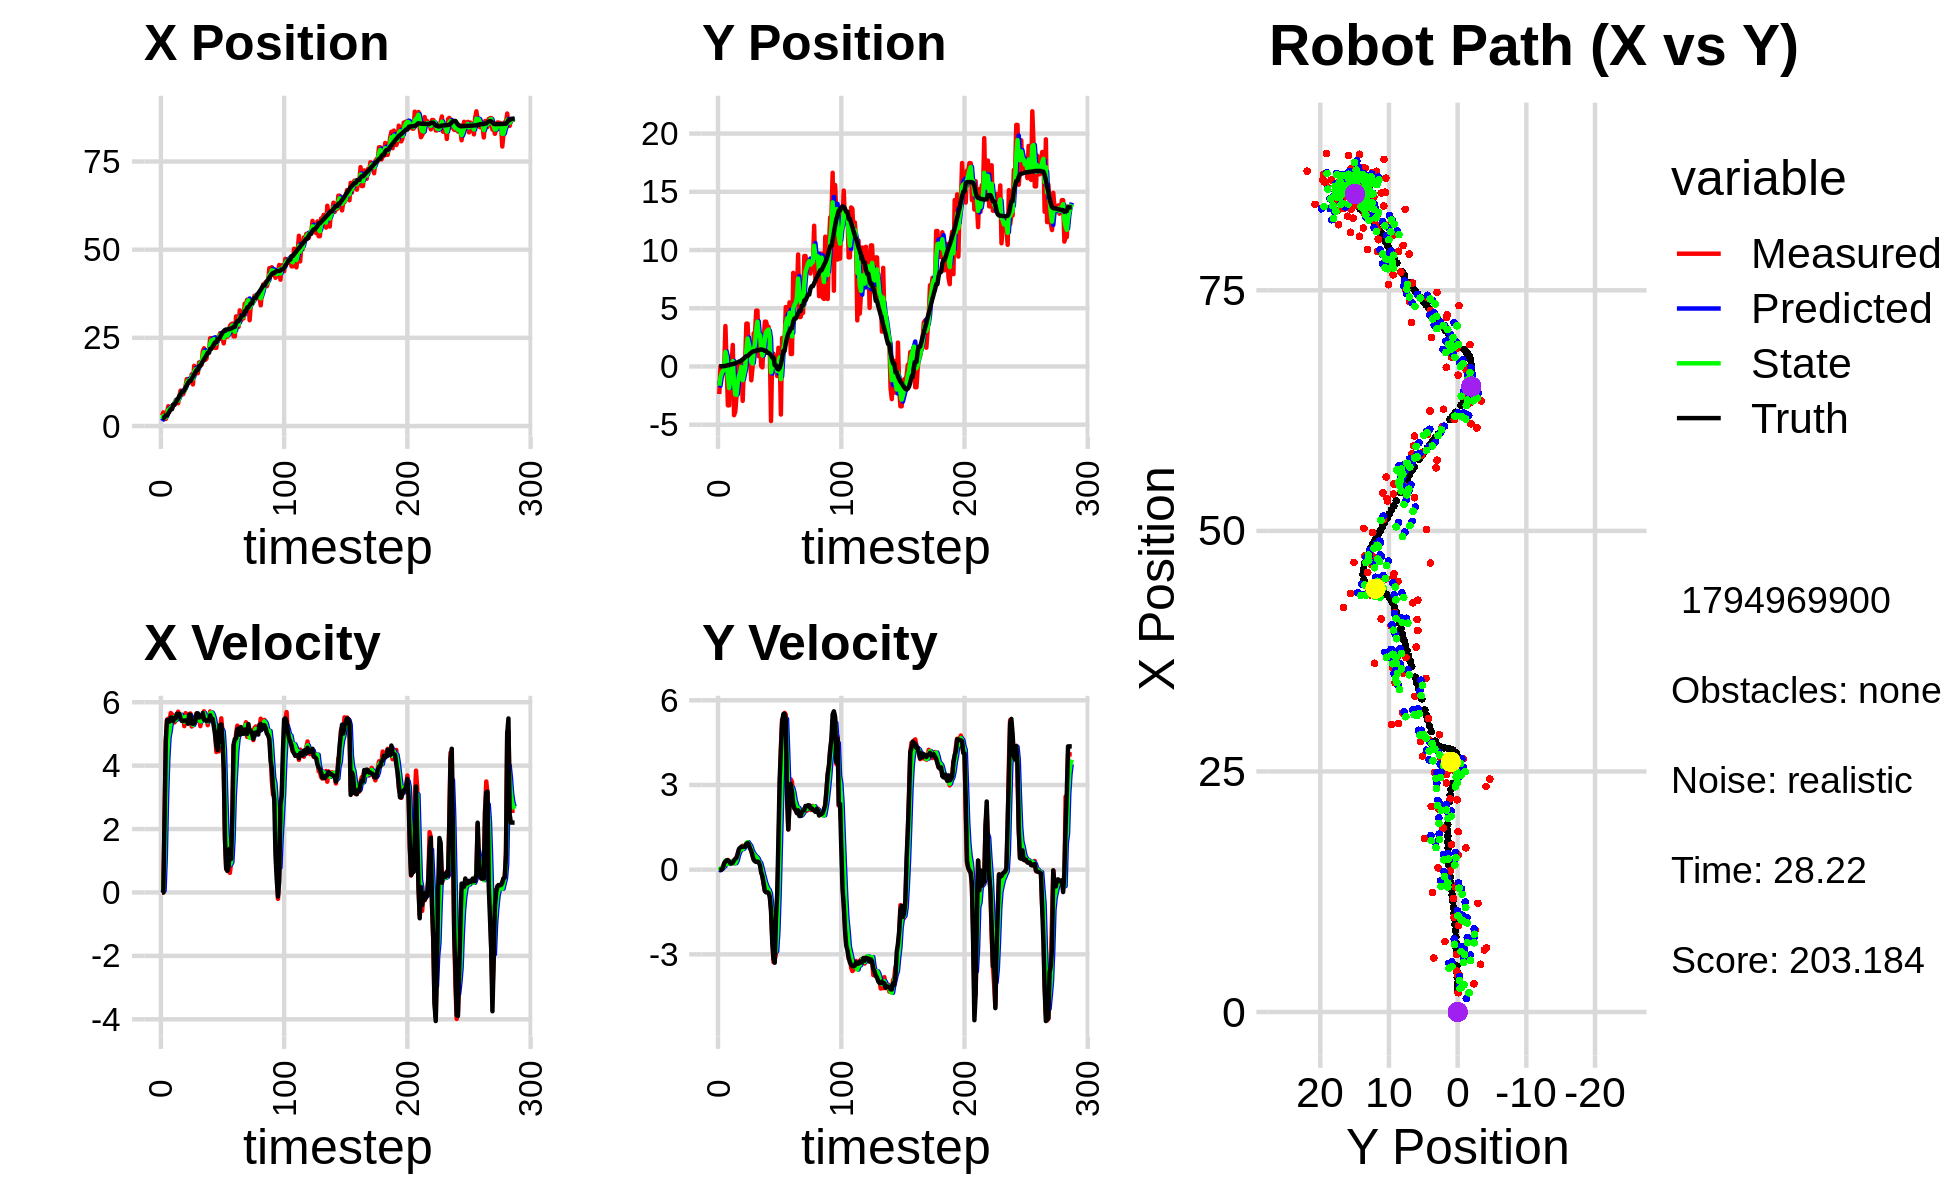 X Position
75
50
25
0
0
100
200
300
timestep
Y Position
20
15
10
5
0
-5
0
100
200
300
timestep
X Velocity
6
4
2
0
-2
-4
0
100
200
300
timestep
Y Velocity
6
3
0
-3
0
100
200
300
timestep
Robot Path (X vs Y)
X Position
75
50
25
0
20 10 0 -10 -20
Y Position
variable
Measured
Predicted
State
Truth
1794969900
Obstacles: none
Noise: realistic
Time: 28.22
Score: 203.184